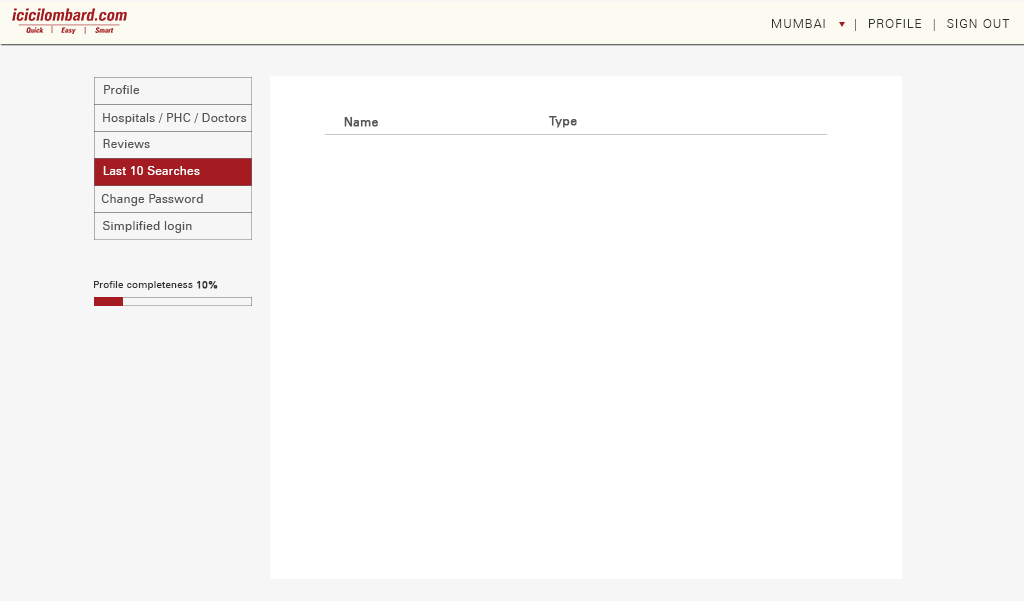 icicilombard.com
Quick | Easy | Smart
MUMBAI ▼ | PROFILE | SIGN OUT
Profile
Hospitals / PHC / Doctors
Reviews
Last 10 Searches
Change Password
Simplified login
Profile completeness 10%
Name Type